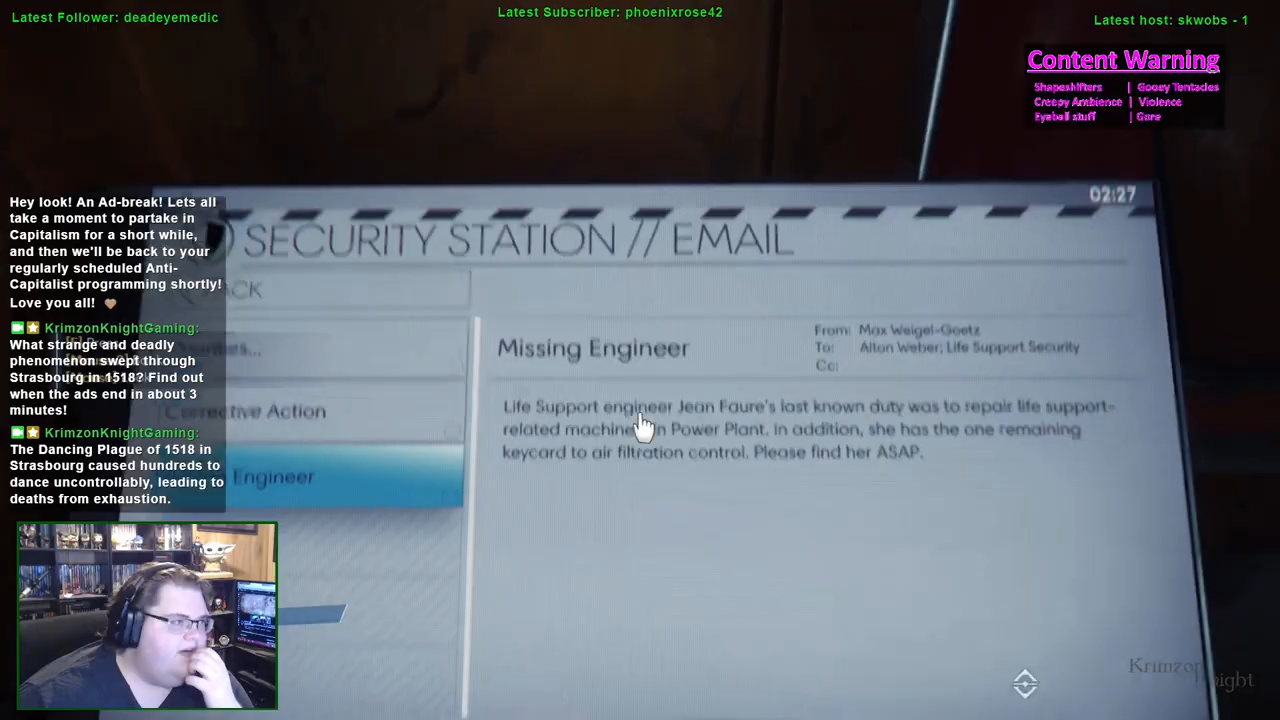 Latest Follower: deadeyemedic
Latest Subscriber: phoenixrose42
Latest host: skwobs - 1
Content Warning
Shapeshifters | Gooey Tentacles
Creepy Ambience | Violence
Eyeball stuff | Gore
Hey look! An Ad-break! Lets all
take a moment to partake in
Capitalism for a short while,
and then we'll be back to your
regularly scheduled Anti-
Capitalist programming shortly!
Love you all!
KrimzonKnightGaming:
What strange and deadly
phenomenon swept through
Strasbourg in 1518? Find out
when the ads end in about 3
minutes!
KrimzonKnightGaming:
The Dancing Plague of 1518 in
Strasbourg caused hundreds to
dance uncontrollably, leading to
deaths from exhaustion.
02:27
SECURITY STATION // EMAIL
ACK
Corrective Action
Engineer
Missing Engineer
From: Max Weigel-Goetz
To: Alton Weber; Life Support Security
Cc:
Life Support engineer Jean Faure's last known duty was to repair life support-
related machine in Power Plant. In addition, she has the one remaining
keycard to air filtration control. Please find her ASAP.